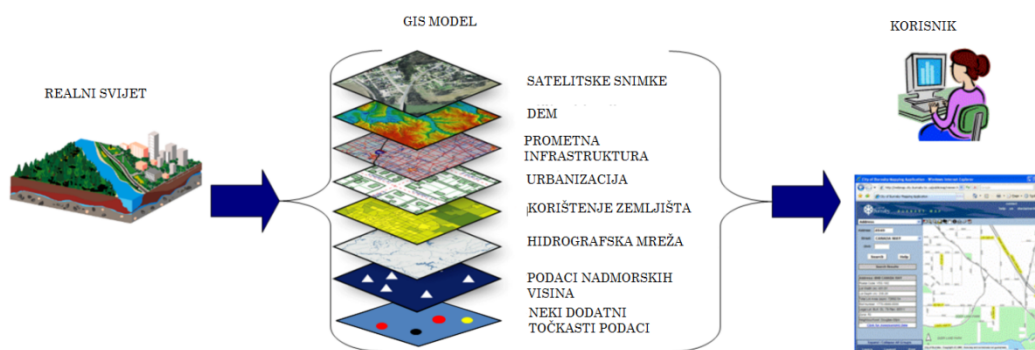 GIS MODEL
KORISNIK
REALNI SVIJET
SATELITSKE SNIMKE
DEM
PROMETNA
INFRASTRUKTURA
URBANIZACIJA
KORIŠTENJE ZEMLJIŠTA
HIDROGRAFSKA MREŽA
PODACI NADMORSKIH
VISINA
NEKI DODATNI
TOČKASTI PODACI